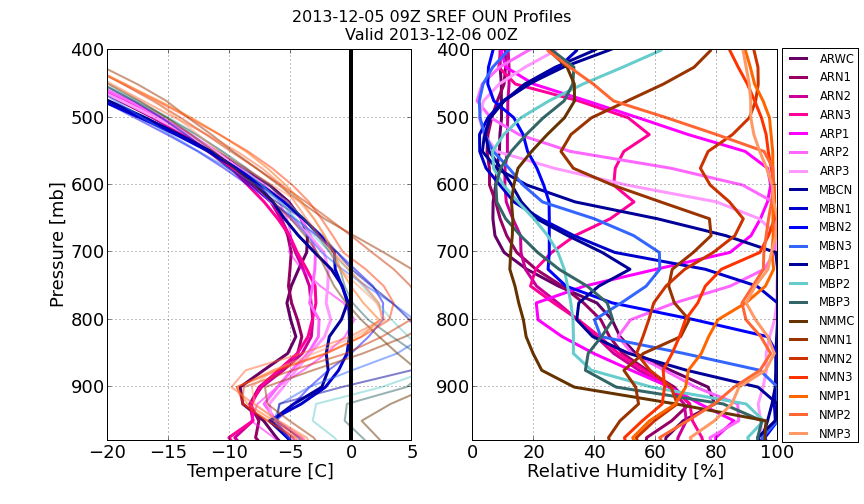 2013-12-05 09Z SREF OUN Profiles
Valid 2013-12-06 00Z
400
500
600
700
800
900
Pressure [mb]
−20 −15 −10 −5 0 5
Temperature [C]
400
500
600
700
800
900
0 20 40 60 80 100
Relative Humidity [%]
ARWC
ARN1
ARN2
ARN3
ARP1
ARP2
ARP3
MBCN
MBN1
MBN2
MBN3
MBP1
MBP2
MBP3
NMMC
NMN1
NMN2
NMN3
NMP1
NMP2
NMP3